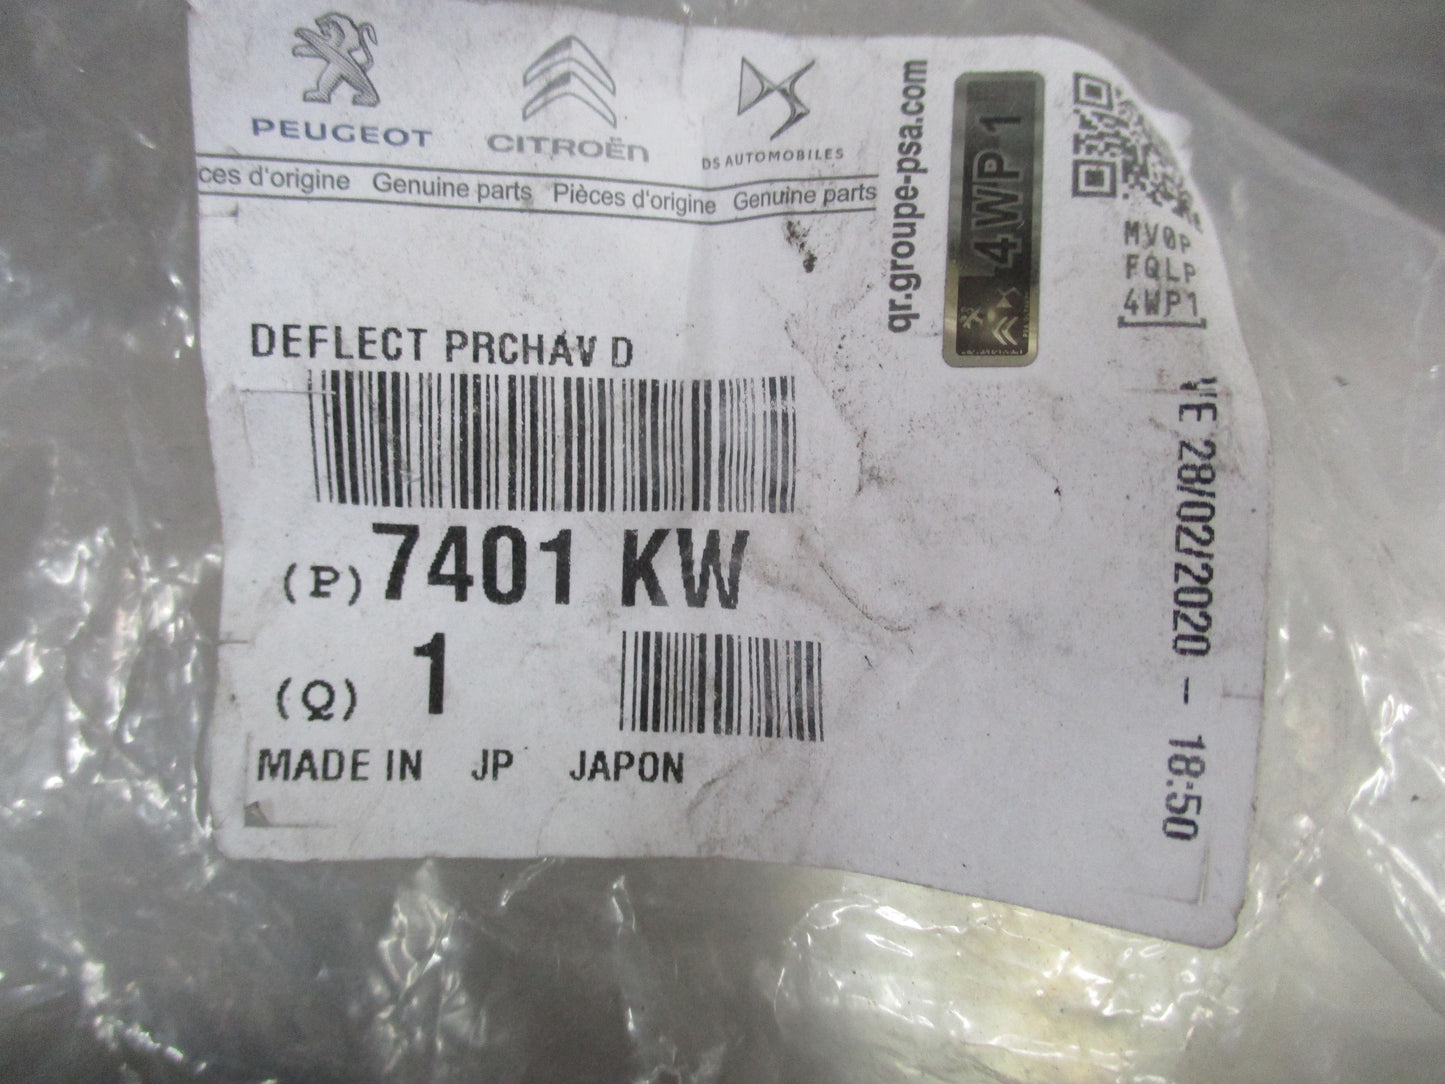 PEUGEOT
CITROËN
DS AUTOMOBILES
ces d'origine Genuine parts Pièces d'origine Genuine parts
qr.groupe-psa.com
4WP1
MV0P
FQLP
4WP1
DEFLECT PRCHAV D
(P) 7401 KW
(Q) 1
MADE IN JP JAPON
VE 28/02/2020 - 18:50